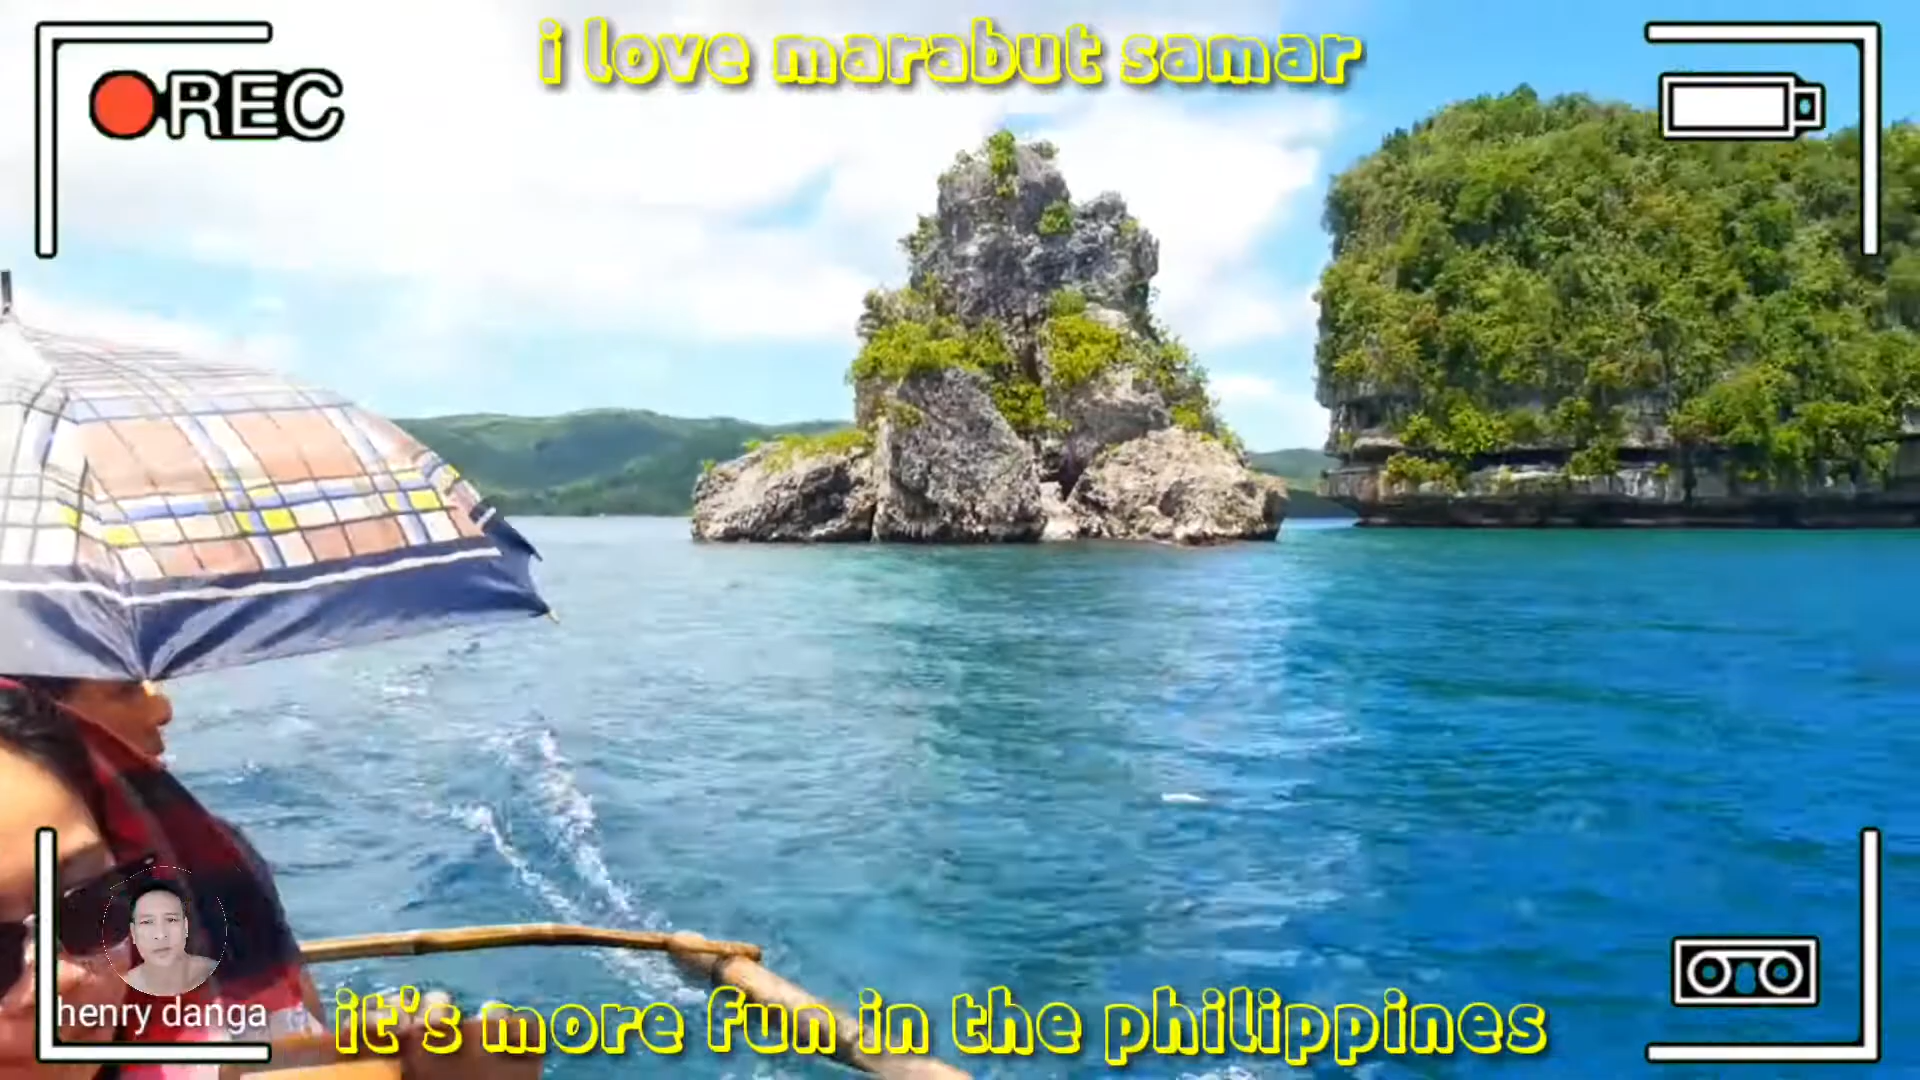 i love marabut samar
REC
henry danga
it's more fun in the philippines